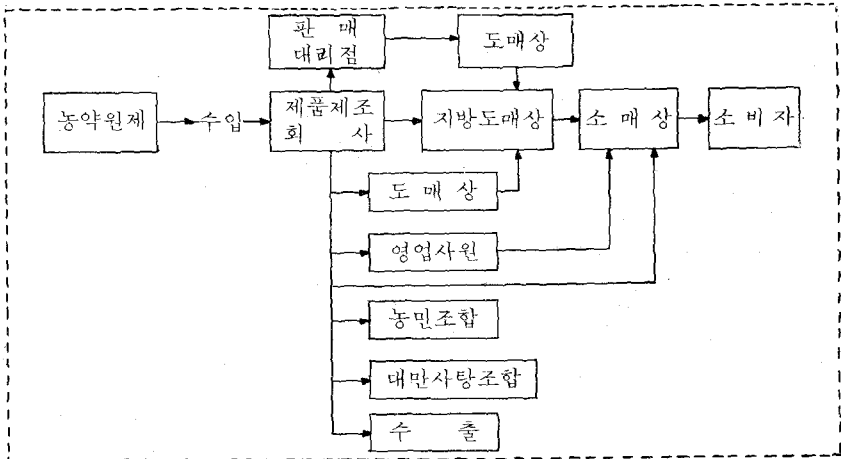 판 매
대리점
도매상
농약원제
수입
제품제조
회 사
지방도매상
소 매 상
소 비 자
도 매 상
영업사원
농민조합
대만사탕조합
수 출